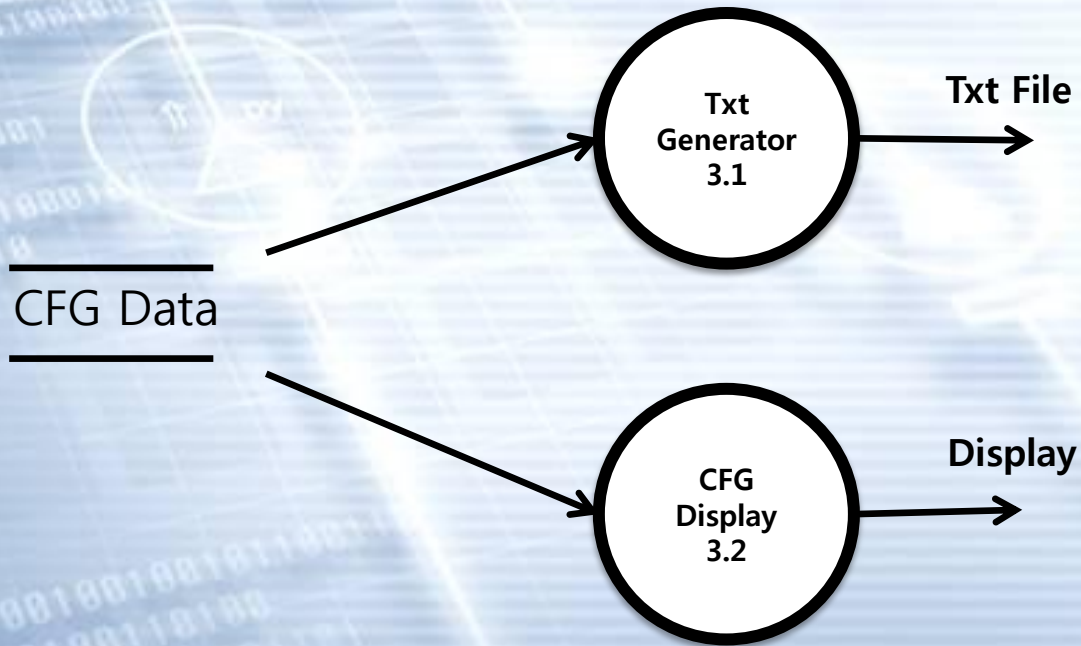 Txt
Generator
3.1
Txt File
CFG Data
CFG
Display
3.2
Display